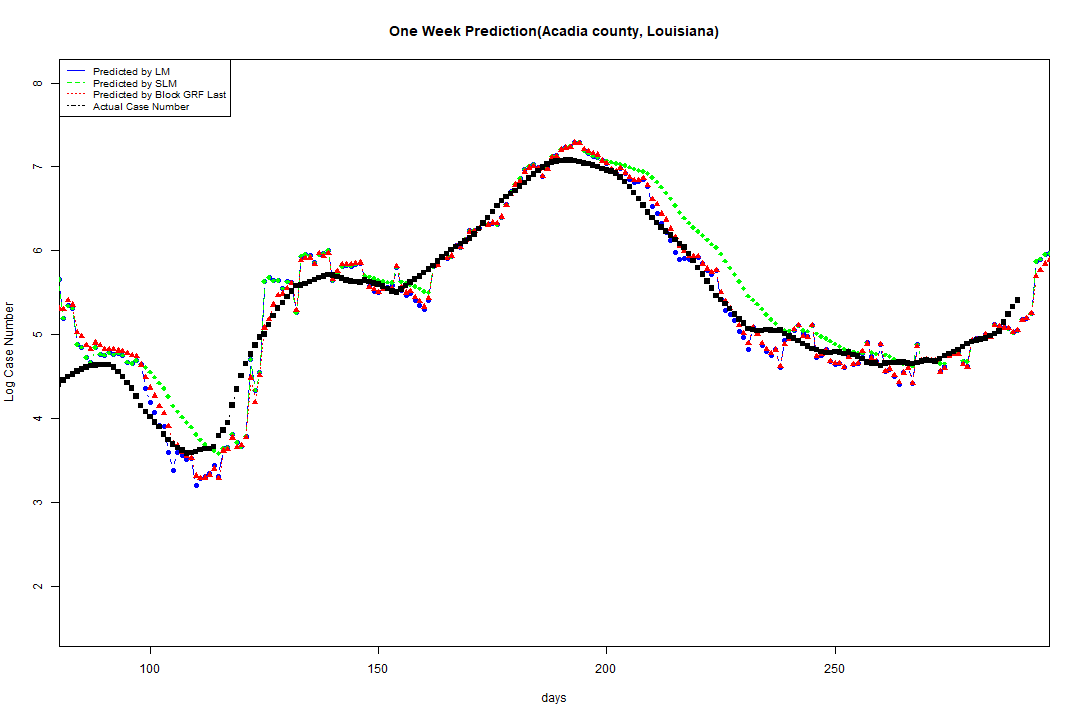 One Week Prediction(Acadia county, Louisiana)
Predicted by LM
Predicted by SLM
Predicted by Block GRF Last
Actual Case Number
8
7
6
5
4
3
2
Log Case Number
100 150 200 250
days